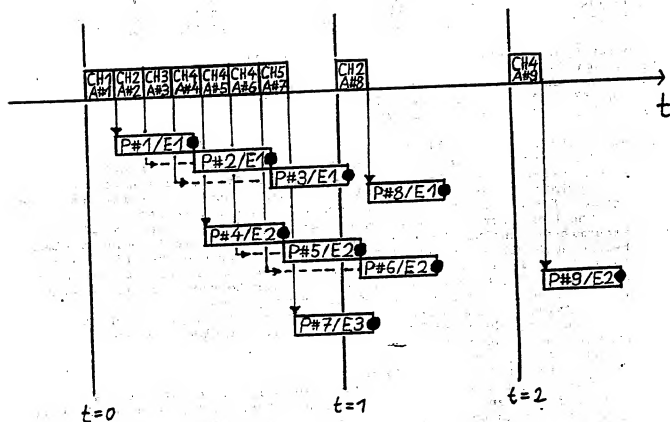 CH1 CH2 CH3 CH4 CH4 CH4 CH5 CH2 CH4
A#1 A#2 A#3 A#4 A#5 A#6 A#7 A#8 A#9
t
P#1/E1
P#2/E1
P#3/E1
P#8/E1
P#4/E2
P#5/E2
P#6/E2
P#9/E2
P#7/E3
t=0 t=1 t=2